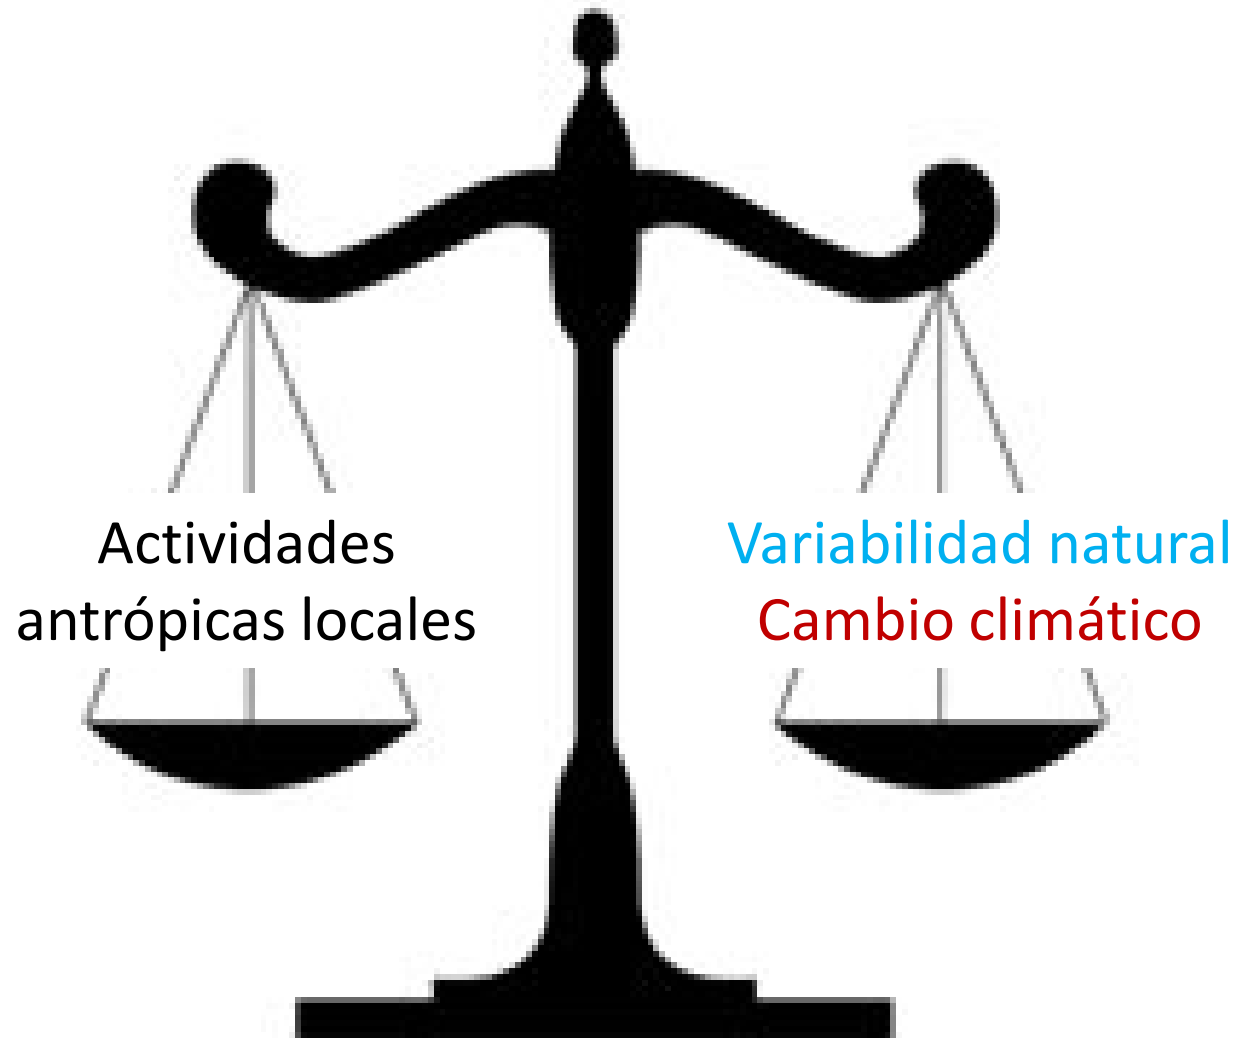 Actividades
antrópicas locales
Variabilidad natural
Cambio climático